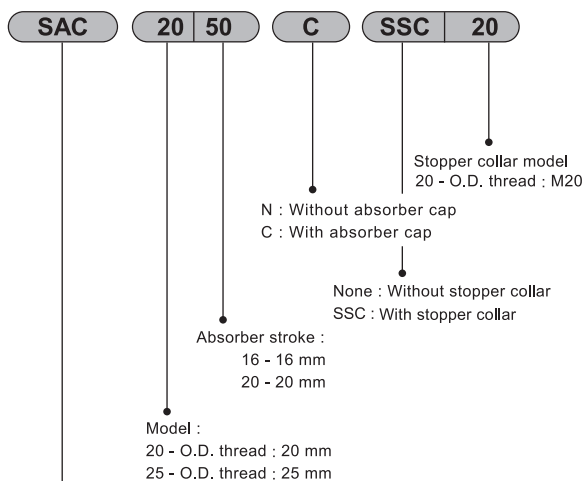 SAC 20 50 C SSC 20
Stopper collar model
20 - O.D. thread : M20
N : Without absorber cap
C : With absorber cap
None : Without stopper collar
SSC : With stopper collar
Absorber stroke :
16 - 16 mm
20 - 20 mm
Model :
20 - O.D. thread : 20 mm
25 - O.D. thread : 25 mm